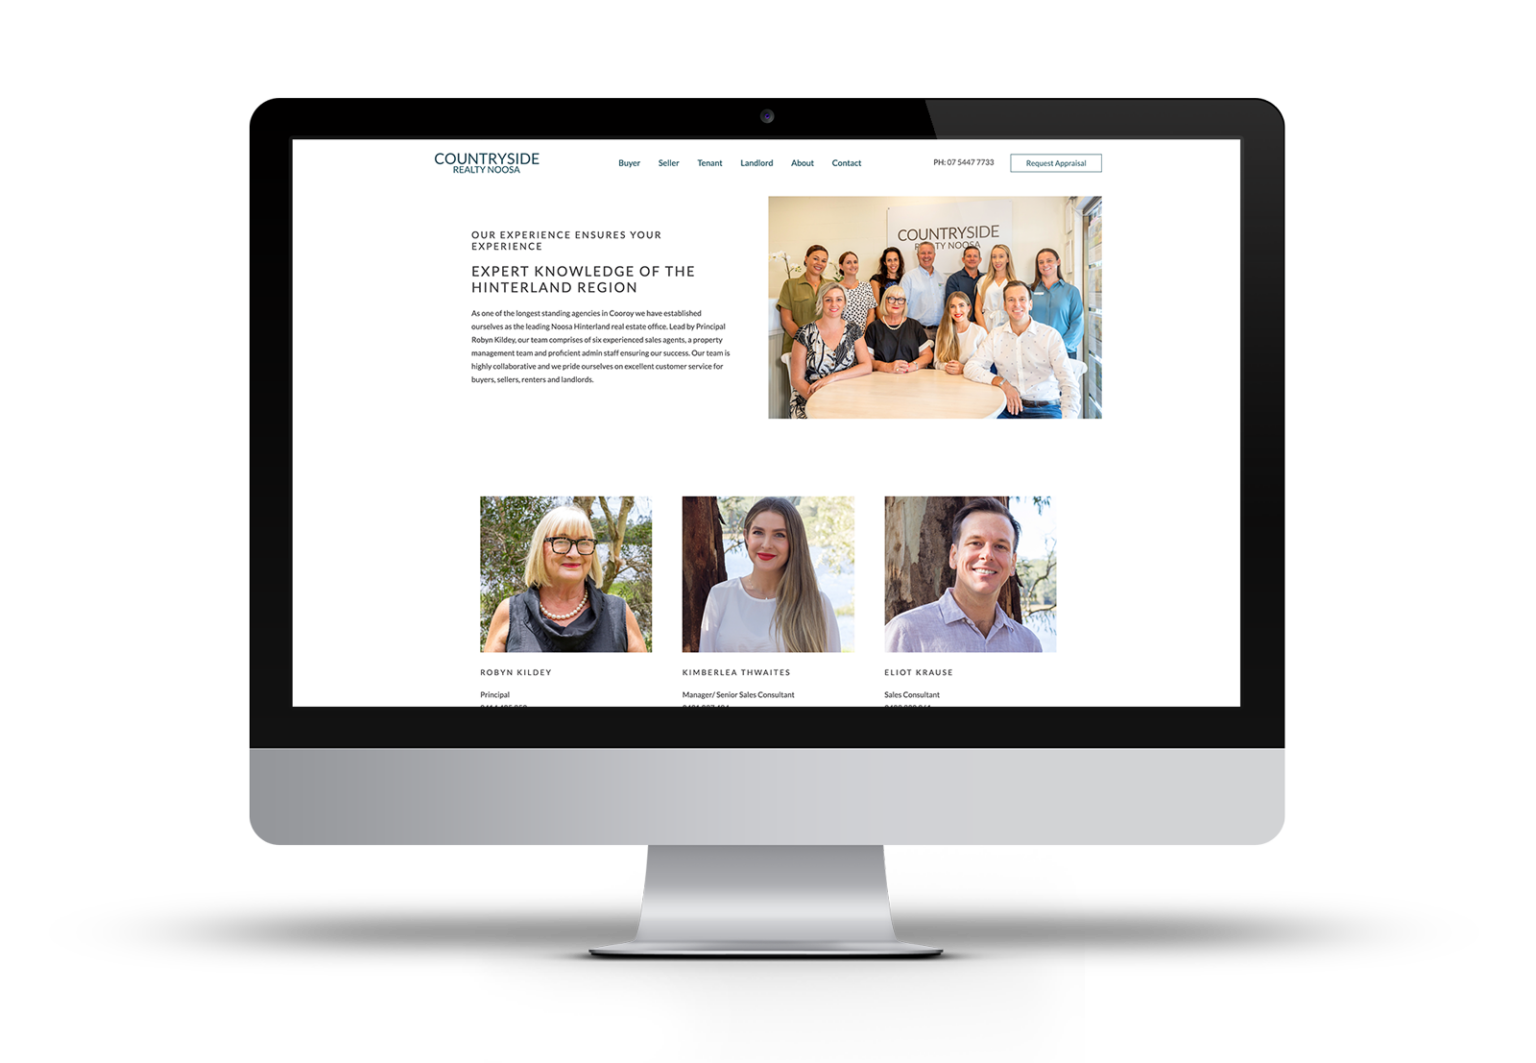 COUNTRYSIDE
REALTY NOOSA
Buyer Seller Tenant Landlord About Contact
PH: 07 5447 7733
Request Appraisal
OUR EXPERIENCE ENSURES YOUR
EXPERIENCE
EXPERT KNOWLEDGE OF THE
HINTERLAND REGION
As one of the longest standing agencies in Cooroy we have established
ourselves as the leading Noosa Hinterland real estate office. Lead by Principal
Robyn Kildey, our team comprises of six experienced sales agents, a property
management team and proficient admin staff ensuring our success. Our team is
highly collaborative and we pride ourselves on excellent customer service for
buyers, sellers, renters and landlords.
COUNTRYSIDE
NOOSA
ROBYN KILDEY
KIMBERLEA THWAITES
ELIOT KRAUSE
Principal
Manager/ Senior Sales Consultant
Sales Consultant